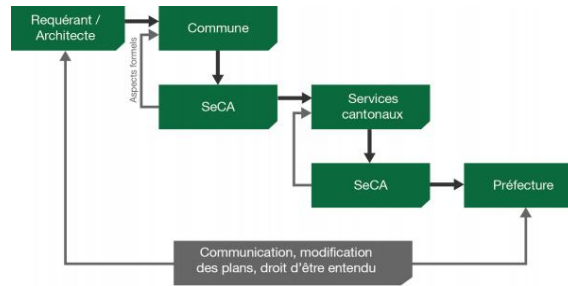 Requérant /
Architecte
Commune
Aspects formels
SeCA
Services
cantonaux
SeCA
Préfecture
Communication, modification
des plans, droit d'être entendu